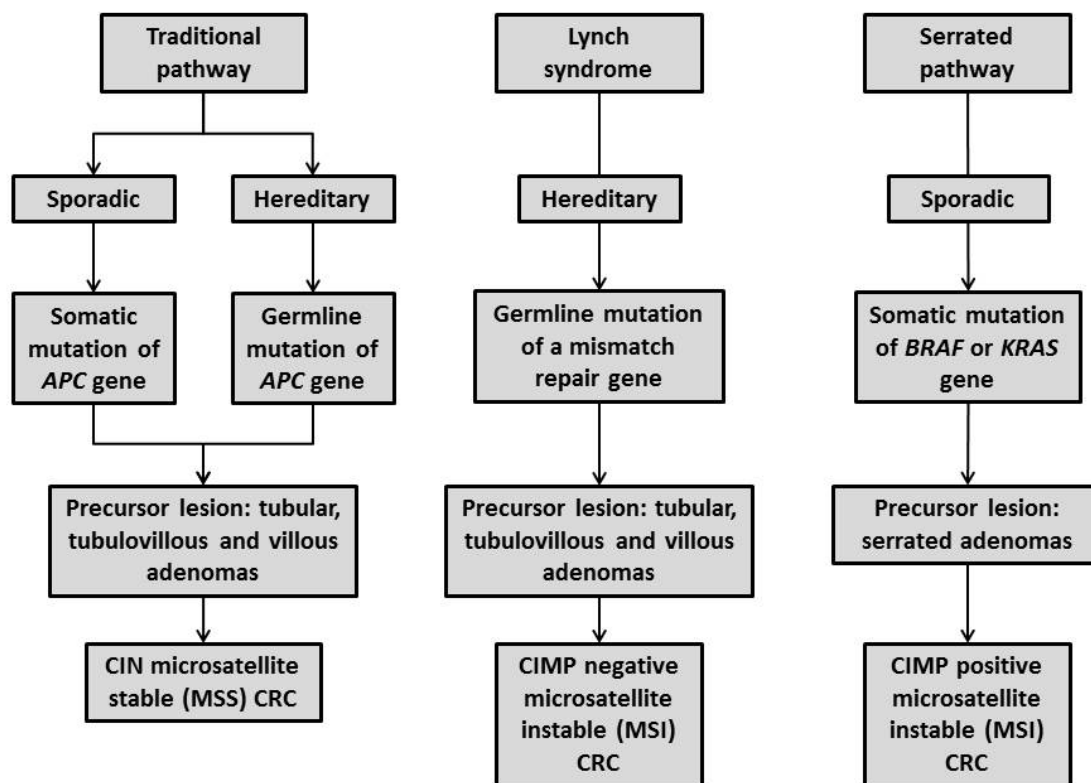 Traditional
pathway
Sporadic
Hereditary
Somatic
mutation of
APC gene
Germline
mutation of
APC gene
Precursor lesion: tubular,
tubulovillous and villous
adenomas
CIN microsatellite
stable (MSS) CRC
Lynch
syndrome
Hereditary
Germline mutation
of a mismatch
repair gene
Precursor lesion: tubular,
tubulovillous and villous
adenomas
CIMP negative
microsatellite
instable (MSI)
CRC
Serrated
pathway
Sporadic
Somatic mutation
of BRAF or KRAS
gene
Precursor lesion:
serrated adenomas
CIMP positive
microsatellite
instable (MSI)
CRC